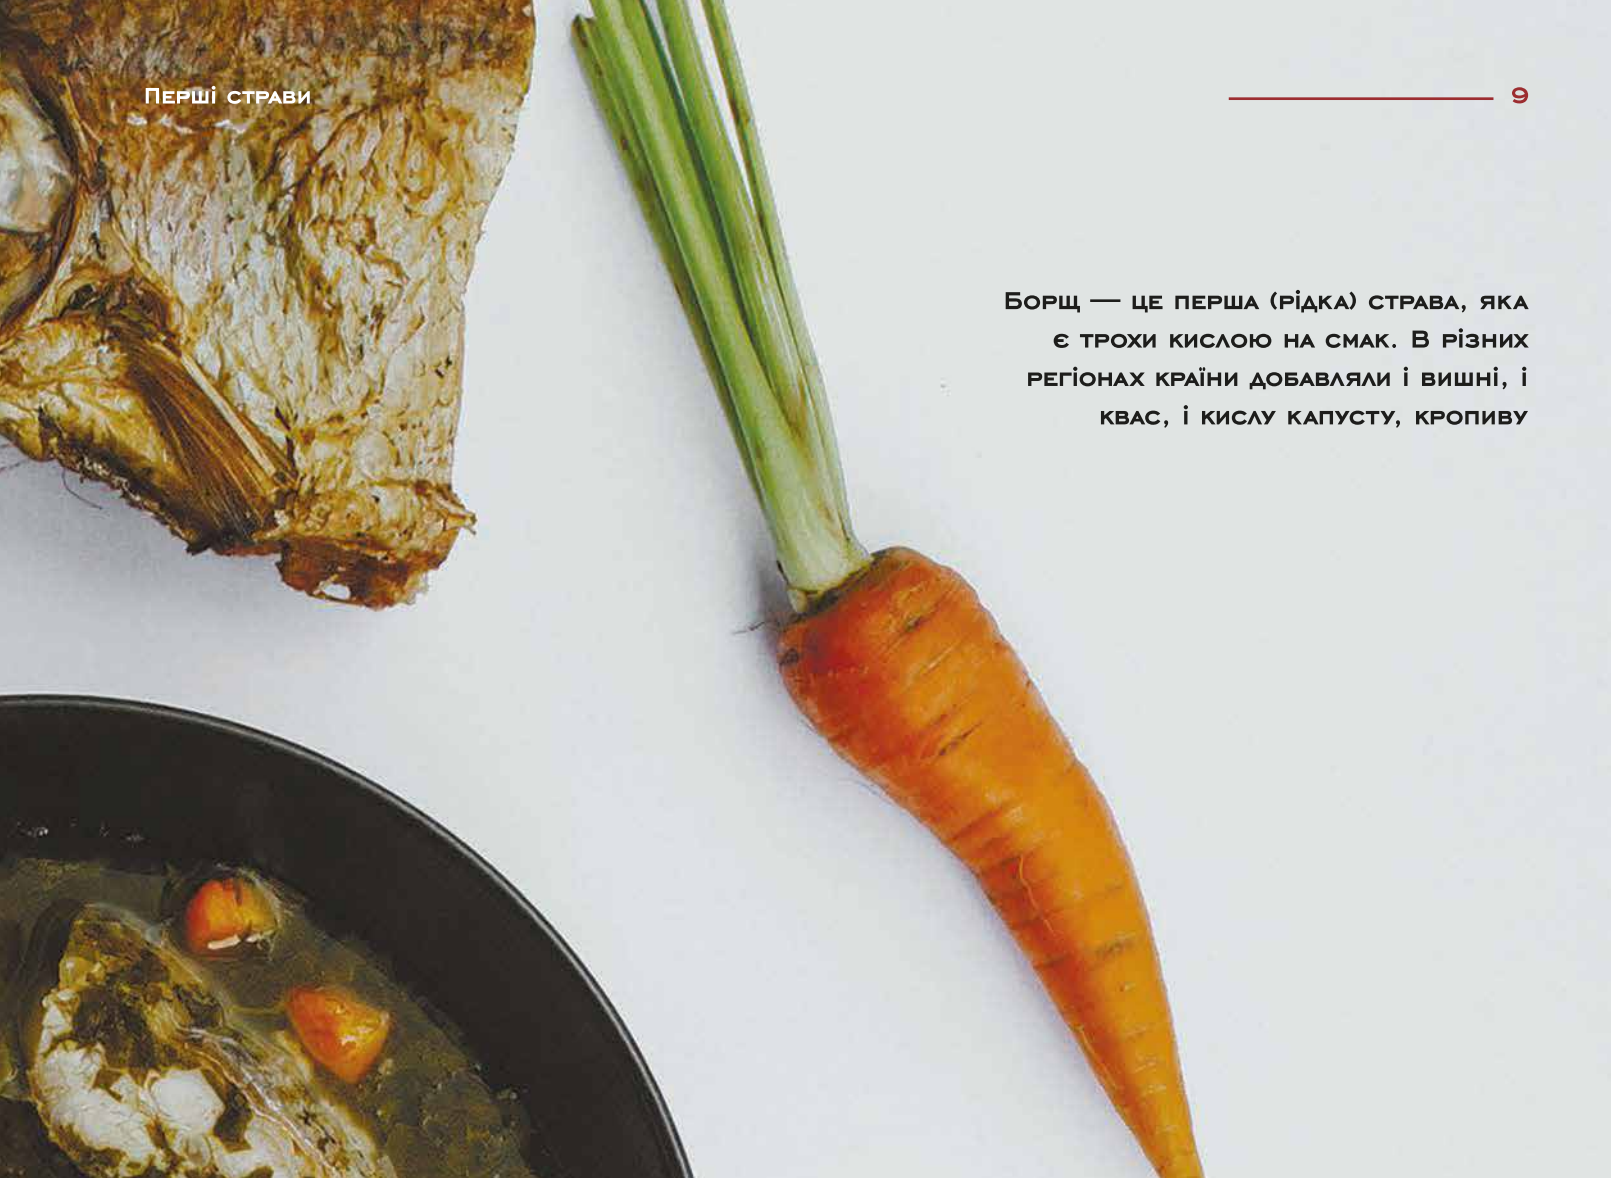 Перші страви
9
Борщ — це перша (рідка) страва, яка
є трохи кислою на смак. В різних
регіонах країни добавляли і вишні, і
квас, і кислу капусту, кропиву